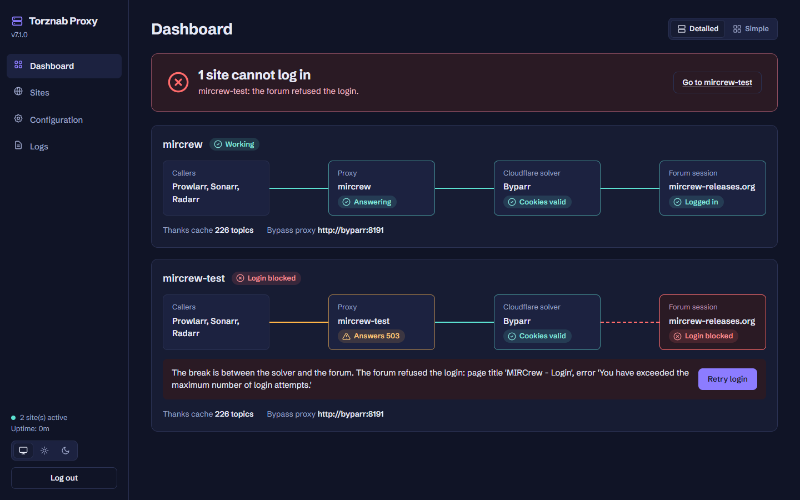 Torznab Proxy
v7.1.0
Dashboard
Sites
Configuration
Logs
2 site(s) active
Uptime: 0m
Log out
Dashboard
Detailed
Simple
1 site cannot log in
mircrew-test: the forum refused the login.
Go to mircrew-test
mircrew
Working
Callers
Prowlarr, Sonarr,
Radarr
Proxy
mircrew
Answering
Cloudflare solver
Byparr
Cookies valid
Forum session
mircrew-releases.org
Logged in
Thanks cache 226 topics
Bypass proxy http://byparr:8191
mircrew-test
Login blocked
Callers
Prowlarr, Sonarr,
Radarr
Proxy
mircrew-test
Answers 503
Cloudflare solver
Byparr
Cookies valid
Forum session
mircrew-releases.org
Login blocked
The break is between the solver and the forum. The forum refused the login: page title 'MIRCrew - Login', error 'You have exceeded the
maximum number of login attempts.'
Retry login
Thanks cache 226 topics
Bypass proxy http://byparr:8191